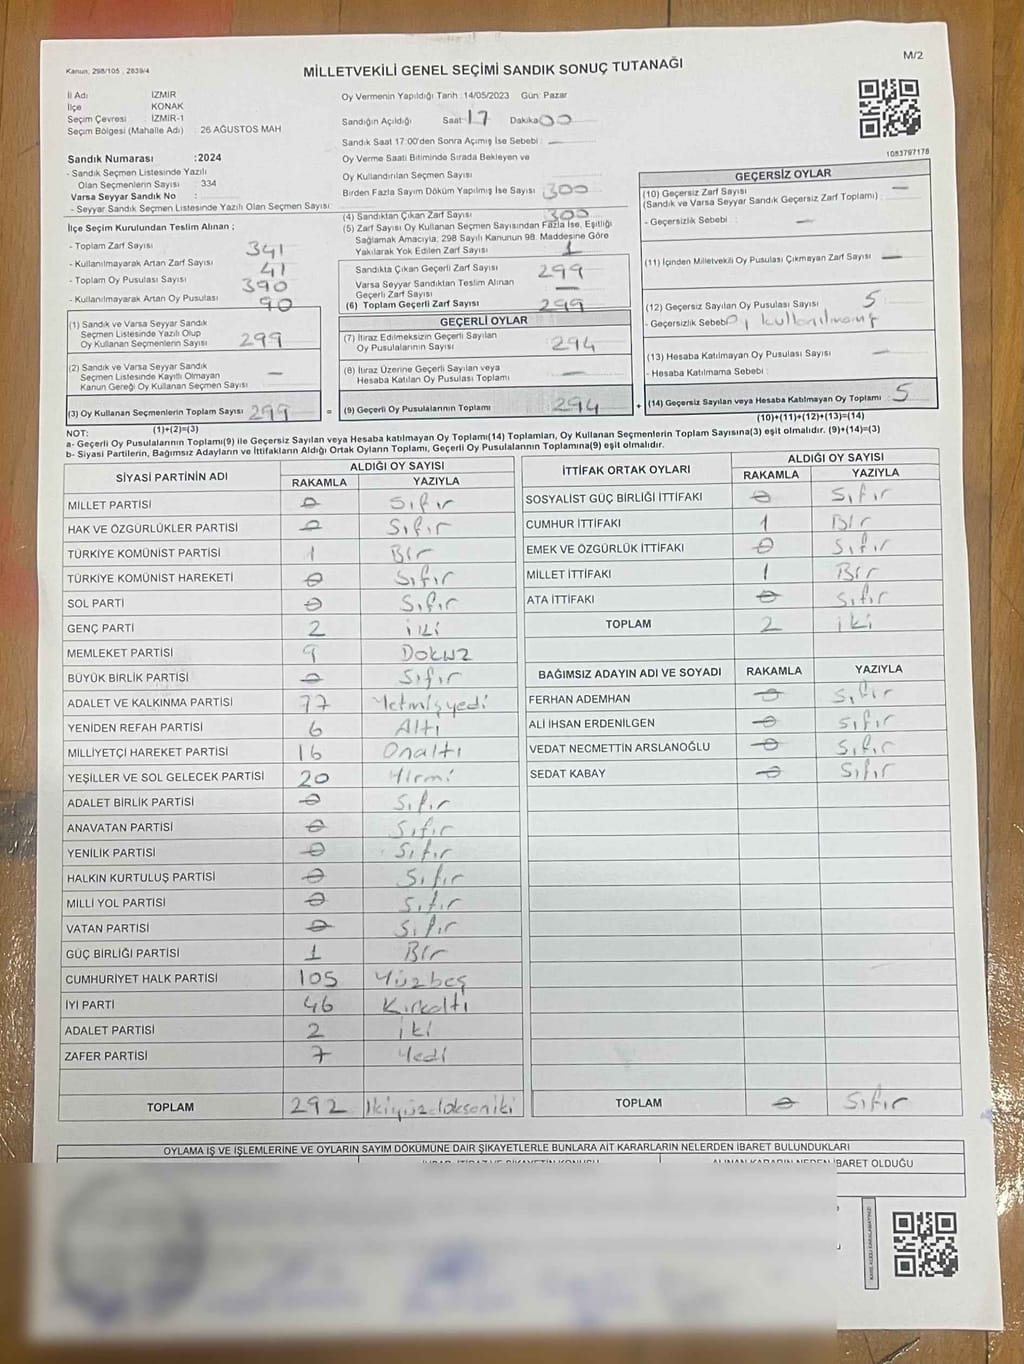 Kanun: 298/105 , 2839/4
MİLLETVEKİLİ GENEL SEÇİMİ SANDIK SONUÇ TUTANAĞI
M/2
İl Adı İZMİR
İlçe KONAK
Seçim Çevresi : İZMİR-1
Seçim Bölgesi (Mahalle Adı) 26 AĞUSTOS MAH
Sandık Numarası :2024
- Sandık Seçmen Listesinde Yazılı
Olan Seçmenlerin Sayısı : 334
Varsa Seyyar Sandık No :
- Seyyar Sandık Seçmen Listesinde Yazılı Olan Seçmen Sayısı:
İlçe Seçim Kurulundan Teslim Alınan ;
- Toplam Zarf Sayısı 341
- Kullanılmayarak Artan Zarf Sayısı 41
- Toplam Oy Pusulası Sayısı 390
- Kullanılmayarak Artan Oy Pusulası 90
(1) Sandık ve Varsa Seyyar Sandık
Seçmen Listesinde Yazılı Olup
Oy Kullanan Seçmenlerin Sayısı 299
(2) Sandık ve Varsa Seyyar Sandık
Seçmen Listesinde Kayıtlı Olmayan
Kanun Gereği Oy Kullanan Seçmen Sayısı —
(3) Oy Kullanan Seçmenlerin Toplam Sayısı 299
(1)+(2)=(3)
Oy Vermenin Yapıldığı Tarih :14/05/2023 Gün: Pazar
Sandığın Açıldığı Saat 17 Dakika 00
Sandık Saat 17:00'den Sonra Açımış İse Sebebi : —
Oy Verme Saati Bitiminde Sırada Bekleyen ve
Oy Kullandırılan Seçmen Sayısı
Birden Fazla Sayım Döküm Yapılmış İse Sayısı 300
(4) Sandıktan Çıkan Zarf Sayısı 300
(5) Zarf Sayısı Oy Kullanan Seçmen Sayısından Fazla İse, Eşitliği
Sağlamak Amacıyla, 298 Sayılı Kanunun 98. Maddesine Göre
Yakılarak Yok Edilen Zarf Sayısı 1
Sandıkta Çıkan Geçerli Zarf Sayısı 299
Varsa Seyyar Sandıktan Teslim Alınan
Geçerli Zarf Sayısı —
(6) Toplam Geçerli Zarf Sayısı 299
GEÇERLİ OYLAR
(7) İtiraz Edilmeksizin Geçerli Sayılan
Oy Pusulalarının Sayısı 294
(8) İtiraz Üzerine Geçerli Sayılan veya
Hesaba Katılan Oy Pusulası Toplamı —
= (9) Geçerli Oy Pusulalarının Toplamı 294 +
1083797178
GEÇERSİZ OYLAR
(10) Geçersiz Zarf Sayısı —
(Sandık ve Varsa Seyyar Sandık Geçersiz Zarf Toplamı) :
- Geçersizlik Sebebi : —
(11) İçinden Milletvekili Oy Pusulası Çıkmayan Zarf Sayısı —
(12) Geçersiz Sayılan Oy Pusulası Sayısı 5
- Geçersizlik Sebebi kullanılmamış
(13) Hesaba Katılmayan Oy Pusulası Sayısı —
- Hesaba Katılmama Sebebi :
(14) Geçersiz Sayılan veya Hesaba Katılmayan Oy Toplamı 5
(10)+(11)+(12)+(13)=(14)
NOT:
a- Geçerli Oy Pusulalarının Toplamı(9) ile Geçersiz Sayılan veya Hesaba katılmayan Oy Toplamı(14) Toplamları, Oy Kullanan Seçmenlerin Toplam Sayısına(3) eşit olmalıdır. (9)+(14)=(3)
b- Siyasi Partilerin, Bağımsız Adayların ve İttifakların Aldığı Ortak Oyların Toplamı, Geçerli Oy Pusulalarının Toplamına(9) eşit olmalıdır.
SİYASİ PARTİNİN ADI ALDIĞI OY SAYISI
RAKAMLA YAZIYLA
MİLLET PARTİSİ 0 Sıfır
HAK VE ÖZGÜRLÜKLER PARTİSİ 0 Sıfır
TÜRKİYE KOMÜNİST PARTİSİ 1 Bir
TÜRKİYE KOMÜNİST HAREKETİ 0 Sıfır
SOL PARTİ 0 Sıfır
GENÇ PARTİ 2 iki
MEMLEKET PARTİSİ 9 Dokuz
BÜYÜK BİRLİK PARTİSİ 0 Sıfır
ADALET VE KALKINMA PARTİSİ 77 Yetmişyedi
YENİDEN REFAH PARTİSİ 6 Altı
MİLLİYETÇİ HAREKET PARTİSİ 16 Onaltı
YEŞİLLER VE SOL GELECEK PARTİSİ 20 Yirmi
ADALET BİRLİK PARTİSİ 0 Sıfır
ANAVATAN PARTİSİ 0 Sıfır
YENİLİK PARTİSİ 0 Sıfır
HALKIN KURTULUŞ PARTİSİ 0 Sıfır
MİLLİ YOL PARTİSİ 0 Sıfır
VATAN PARTİSİ 0 Sıfır
GÜÇ BİRLİĞİ PARTİSİ 1 Bir
CUMHURİYET HALK PARTİSİ 105 Yüzbeş
İYİ PARTİ 46 Kırkaltı
ADALET PARTİSİ 2 iki
ZAFER PARTİSİ 7 Yedi
TOPLAM 292 İkiyüzdokseniki
İTTİFAK ORTAK OYLARI ALDIĞI OY SAYISI
RAKAMLA YAZIYLA
SOSYALİST GÜÇ BİRLİĞİ İTTİFAKI 0 Sıfır
CUMHUR İTTİFAKI 1 Bir
EMEK VE ÖZGÜRLÜK İTTİFAKI 0 Sıfır
MİLLET İTTİFAKI 1 Bir
ATA İTTİFAKI 0 Sıfır
TOPLAM 2 iki
BAĞIMSIZ ADAYIN ADI VE SOYADI RAKAMLA YAZIYLA
FERHAN ADEMHAN 0 Sıfır
ALİ İHSAN ERDENİLGEN 0 Sıfır
VEDAT NECMETTİN ARSLANOĞLU 0 Sıfır
SEDAT KABAY 0 Sıfır
TOPLAM 0 Sıfır
OYLAMA İŞ VE İŞLEMLERİNE VE OYLARIN SAYIM DÖKÜMÜNE DAİR ŞİKAYETLERLE BUNLARA AİT KARARLARIN NELERDEN İBARET BULUNDUKLARI
ALINAN KARARIN NEDEN İBARET OLDUĞU